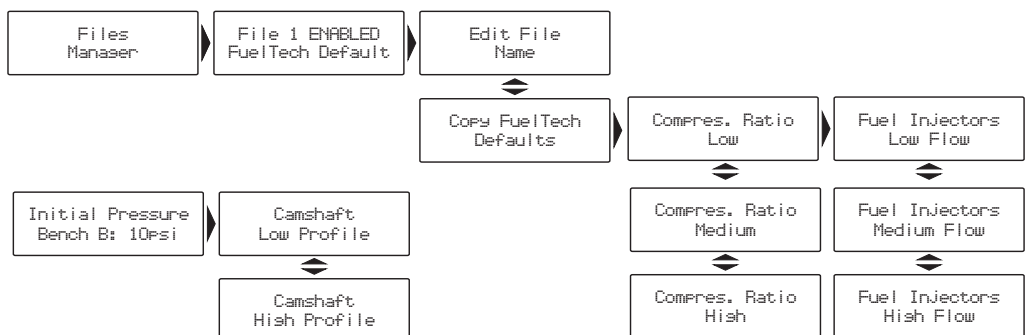 Files
Manager
File 1 ENABLED
FuelTech Default
Edit File
Name
Copy FuelTech
Defaults
Compres. Ratio
Low
Fuel Injectors
Low Flow
Initial Pressure
Bench B: 10psi
Camshaft
Low Profile
Compres. Ratio
Medium
Fuel Injectors
Medium Flow
Camshaft
High Profile
Compres. Ratio
High
Fuel Injectors
High Flow